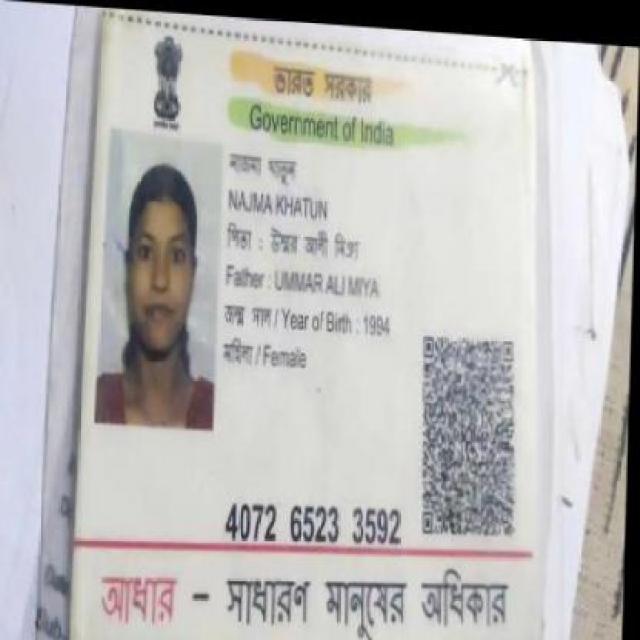 ভারত সরকার
Government of India
নাজমা খাতুন
NAJMA KHATUN
পিতা : উম্মর আলী মিঞা
Father : UMMAR ALI MIYA
জন্ম সাল / Year of Birth : 1994
মহিলা / Female
4072 6523 3592
আধার - সাধারণ মানুষের অধিকার